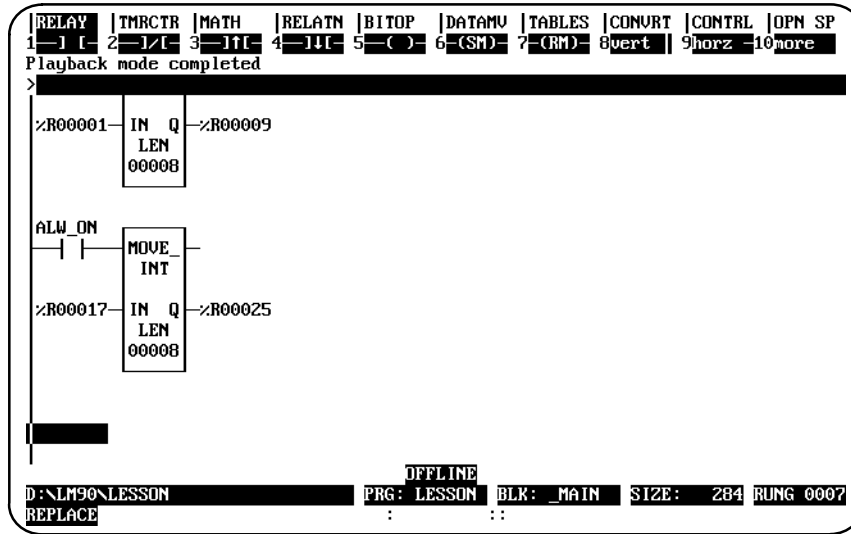 RELAY |TMRCTR |MATH |RELATN |BITOP |DATAMV |TABLES |CONVRT |CONTRL |OPN SP
1—] [— 2—]/[— 3—]↑[— 4—]↓[— 5—( )— 6—(SM)— 7—(RM)— 8vert | 9horz —10more
Playback mode completed
>
%R00001 IN Q %R00009
LEN
00008
ALW_ON
MOVE_
INT
%R00017 IN Q %R00025
LEN
00008
OFFLINE
D:\LM90\LESSON PRG: LESSON BLK: _MAIN SIZE: 284 RUNG 0007
REPLACE : ::